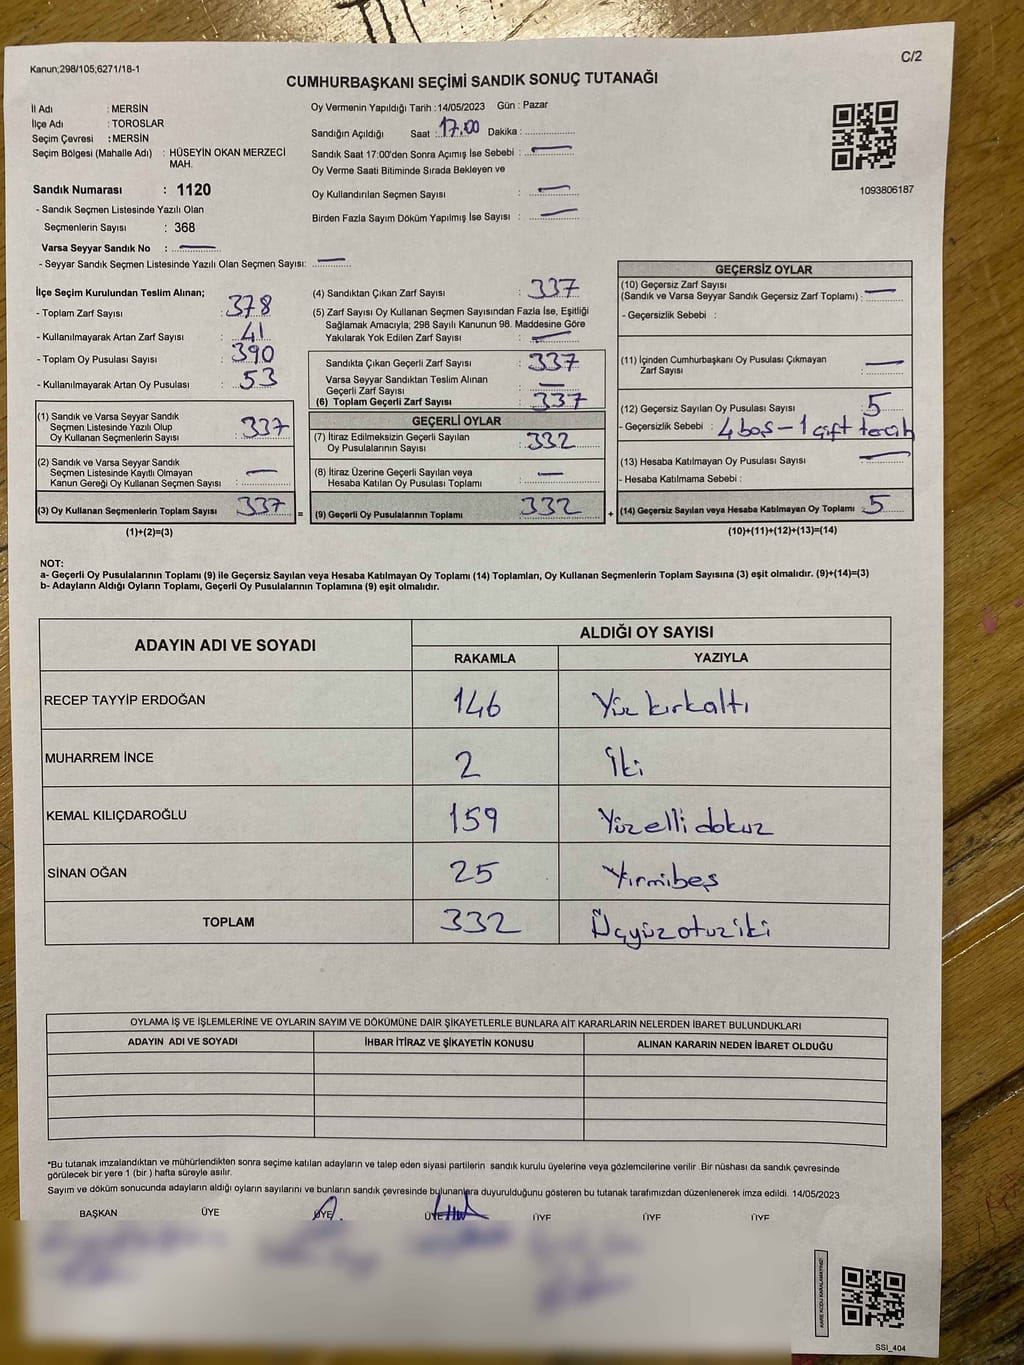 Kanun;298/105;6271/18-1
C/2
CUMHURBAŞKANI SEÇİMİ SANDIK SONUÇ TUTANAĞI
İl Adı : MERSİN
İlçe Adı : TOROSLAR
Seçim Çevresi : MERSİN
Seçim Bölgesi (Mahalle Adı) : HÜSEYİN OKAN MERZECİ
MAH.
Sandık Numarası : 1120
- Sandık Seçmen Listesinde Yazılı Olan
Seçmenlerin Sayısı : 368
Varsa Seyyar Sandık No : —
- Seyyar Sandık Seçmen Listesinde Yazılı Olan Seçmen Sayısı: —
Oy Vermenin Yapıldığı Tarih :14/05/2023 Gün : Pazar
Sandığın Açıldığı Saat : 17.00 Dakika :
Sandık Saat 17:00'den Sonra Açımış İse Sebebi : —
Oy Verme Saati Bitiminde Sırada Bekleyen ve
Oy Kullandırılan Seçmen Sayısı : —
Birden Fazla Sayım Döküm Yapılmış İse Sayısı : —
1093806187
İlçe Seçim Kurulundan Teslim Alınan;
- Toplam Zarf Sayısı : 378
- Kullanılmayarak Artan Zarf Sayısı : 41
- Toplam Oy Pusulası Sayısı : 390
- Kullanılmayarak Artan Oy Pusulası : 53
(1) Sandık ve Varsa Seyyar Sandık
Seçmen Listesinde Yazılı Olup
Oy Kullanan Seçmenlerin Sayısı : 337
(2) Sandık ve Varsa Seyyar Sandık
Seçmen Listesinde Kayıtlı Olmayan
Kanun Gereği Oy Kullanan Seçmen Sayısı : —
(3) Oy Kullanan Seçmenlerin Toplam Sayısı 337
(1)+(2)=(3)
(4) Sandıktan Çıkan Zarf Sayısı : 337
(5) Zarf Sayısı Oy Kullanan Seçmen Sayısından Fazla İse, Eşitliği
Sağlamak Amacıyla; 298 Sayılı Kanunun 98. Maddesine Göre
Yakılarak Yok Edilen Zarf Sayısı : —
Sandıkta Çıkan Geçerli Zarf Sayısı : 337
Varsa Seyyar Sandıktan Teslim Alınan
Geçerli Zarf Sayısı : —
(6) Toplam Geçerli Zarf Sayısı : 337
GEÇERLİ OYLAR
(7) İtiraz Edilmeksizin Geçerli Sayılan
Oy Pusulalarının Sayısı : 332
(8) İtiraz Üzerine Geçerli Sayılan veya
Hesaba Katılan Oy Pusulası Toplamı : —
= (9) Geçerli Oy Pusulalarının Toplamı 332 +
GEÇERSİZ OYLAR
(10) Geçersiz Zarf Sayısı
(Sandık ve Varsa Seyyar Sandık Geçersiz Zarf Toplamı) : —
- Geçersizlik Sebebi :
(11) İçinden Cumhurbaşkanı Oy Pusulası Çıkmayan
Zarf Sayısı : —
(12) Geçersiz Sayılan Oy Pusulası Sayısı : 5
- Geçersizlik Sebebi : 4 boş – 1 çift tercih
(13) Hesaba Katılmayan Oy Pusulası Sayısı : —
- Hesaba Katılmama Sebebi :
(14) Geçersiz Sayılan veya Hesaba Katılmayan Oy Toplamı : 5
(10)+(11)+(12)+(13)=(14)
NOT:
a- Geçerli Oy Pusulalarının Toplamı (9) ile Geçersiz Sayılan veya Hesaba Katılmayan Oy Toplamı (14) Toplamları, Oy Kullanan Seçmenlerin Toplam Sayısına (3) eşit olmalıdır. (9)+(14)=(3)
b- Adayların Aldığı Oyların Toplamı, Geçerli Oy Pusulalarının Toplamına (9) eşit olmalıdır.
ADAYIN ADI VE SOYADI ALDIĞI OY SAYISI
RAKAMLA YAZIYLA
RECEP TAYYİP ERDOĞAN 146 Yüz kırkaltı
MUHARREM İNCE 2 İki
KEMAL KILIÇDAROĞLU 159 Yüz elli dokuz
SİNAN OĞAN 25 Yirmibeş
TOPLAM 332 Üçyüzotuziki
OYLAMA İŞ VE İŞLEMLERİNE VE OYLARIN SAYIM VE DÖKÜMÜNE DAİR ŞİKAYETLERLE BUNLARA AİT KARARLARIN NELERDEN İBARET BULUNDUKLARI
ADAYIN ADI VE SOYADI İHBAR İTİRAZ VE ŞİKAYETİN KONUSU ALINAN KARARIN NEDEN İBARET OLDUĞU
*Bu tutanak imzalandıktan ve mühürlendikten sonra seçime katılan adayların ve talep eden siyasi partilerin sandık kurulu üyelerine veya gözlemcilerine verilir .Bir nüshası da sandık çevresinde
görülecek bir yere 1 (bir ) hafta süreyle asılır.
Sayım ve döküm sonucunda adayların aldığı oyların sayılarını ve bunların sandık çevresinde bulunanlara duyurulduğunu gösteren bu tutanak tarafımızdan düzenlenerek imza edildi. 14/05/2023
BAŞKAN ÜYE ÜYE ÜYE ÜYE ÜYE ÜYE
KARE KODU KARALAMAYINIZ!
SSI_404